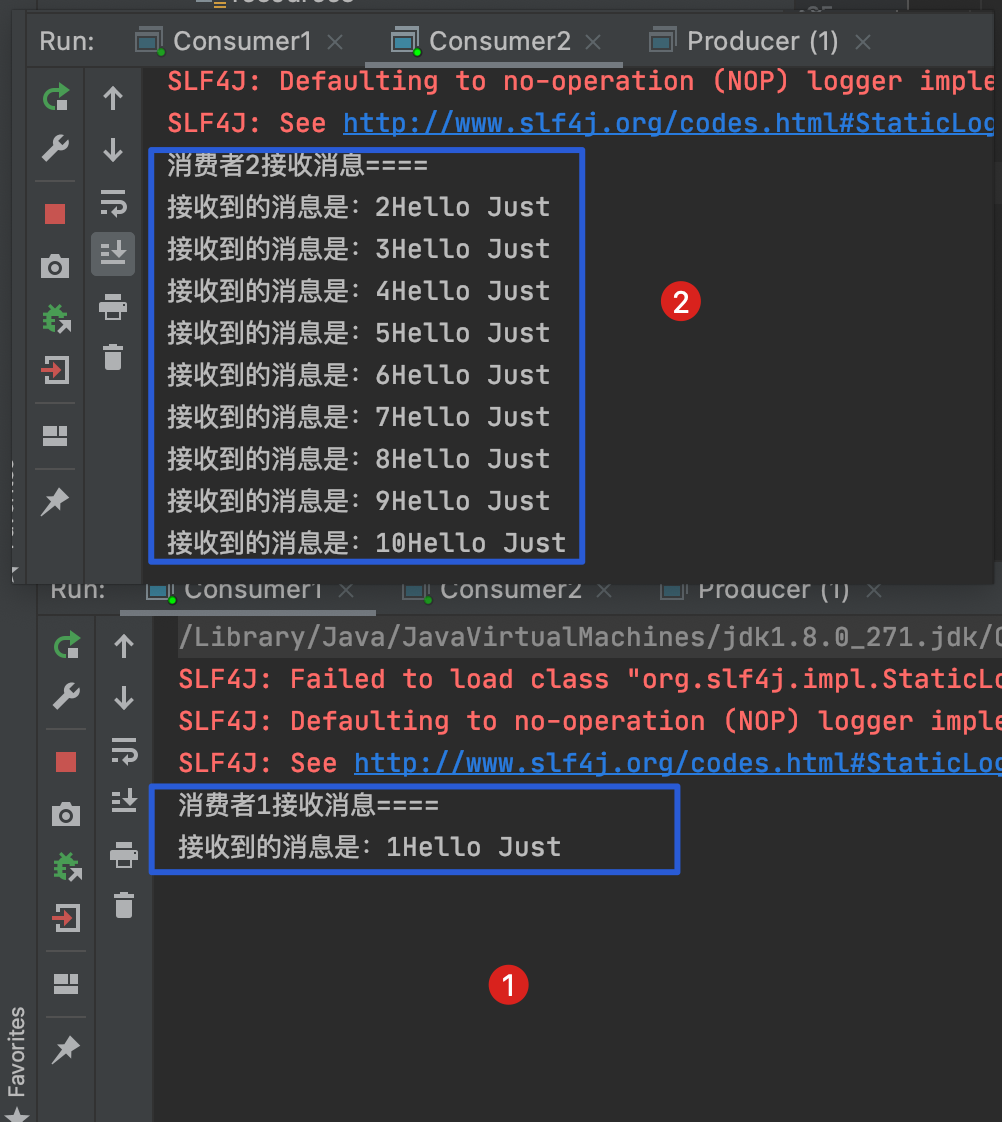 Run: Consumer1 Consumer2 Producer (1)
SLF4J: Defaulting to no-operation (NOP) logger imple
SLF4J: See http://www.slf4j.org/codes.html#StaticLog
消费者2接收消息====
接收到的消息是：2Hello Just
接收到的消息是：3Hello Just
接收到的消息是：4Hello Just
接收到的消息是：5Hello Just
接收到的消息是：6Hello Just
接收到的消息是：7Hello Just
接收到的消息是：8Hello Just
接收到的消息是：9Hello Just
接收到的消息是：10Hello Just
2
Run: Consumer1 Consumer2 Producer (1)
/Library/Java/JavaVirtualMachines/jdk1.8.0_271.jdk/
SLF4J: Failed to load class "org.slf4j.impl.StaticLo
SLF4J: Defaulting to no-operation (NOP) logger imple
SLF4J: See http://www.slf4j.org/codes.html#StaticLog
消费者1接收消息====
接收到的消息是：1Hello Just
1
Favorites